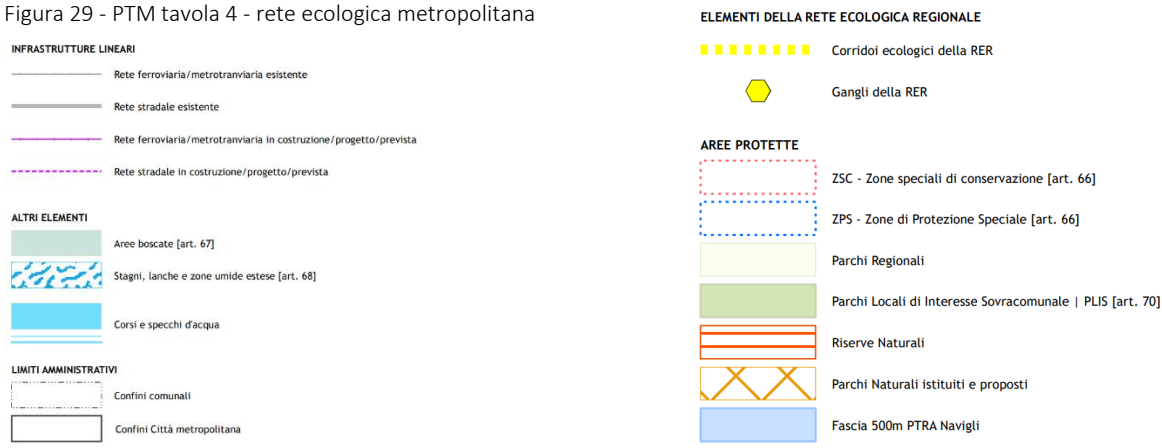 Figura 29 - PTM tavola 4 - rete ecologica metropolitana
INFRASTRUTTURE LINEARI
Rete ferroviaria/metrotranviaria esistente
Rete stradale esistente
Rete ferroviaria/metrotranviaria in costruzione/progetto/prevista
Rete stradale in costruzione/progetto/prevista
ALTRI ELEMENTI
Aree boscate [art. 67]
Stagni, lanche e zone umide estese [art. 68]
Corsi e specchi d'acqua
LIMITI AMMINISTRATIVI
Confini comunali
Confini Città metropolitana
ELEMENTI DELLA RETE ECOLOGICA REGIONALE
Corridoi ecologici della RER
Gangli della RER
AREE PROTETTE
ZSC - Zone speciali di conservazione [art. 66]
ZPS - Zone di Protezione Speciale [art. 66]
Parchi Regionali
Parchi Locali di Interesse Sovracomunale | PLIS [art. 70]
Riserve Naturali
Parchi Naturali istituiti e proposti
Fascia 500m PTRA Navigli